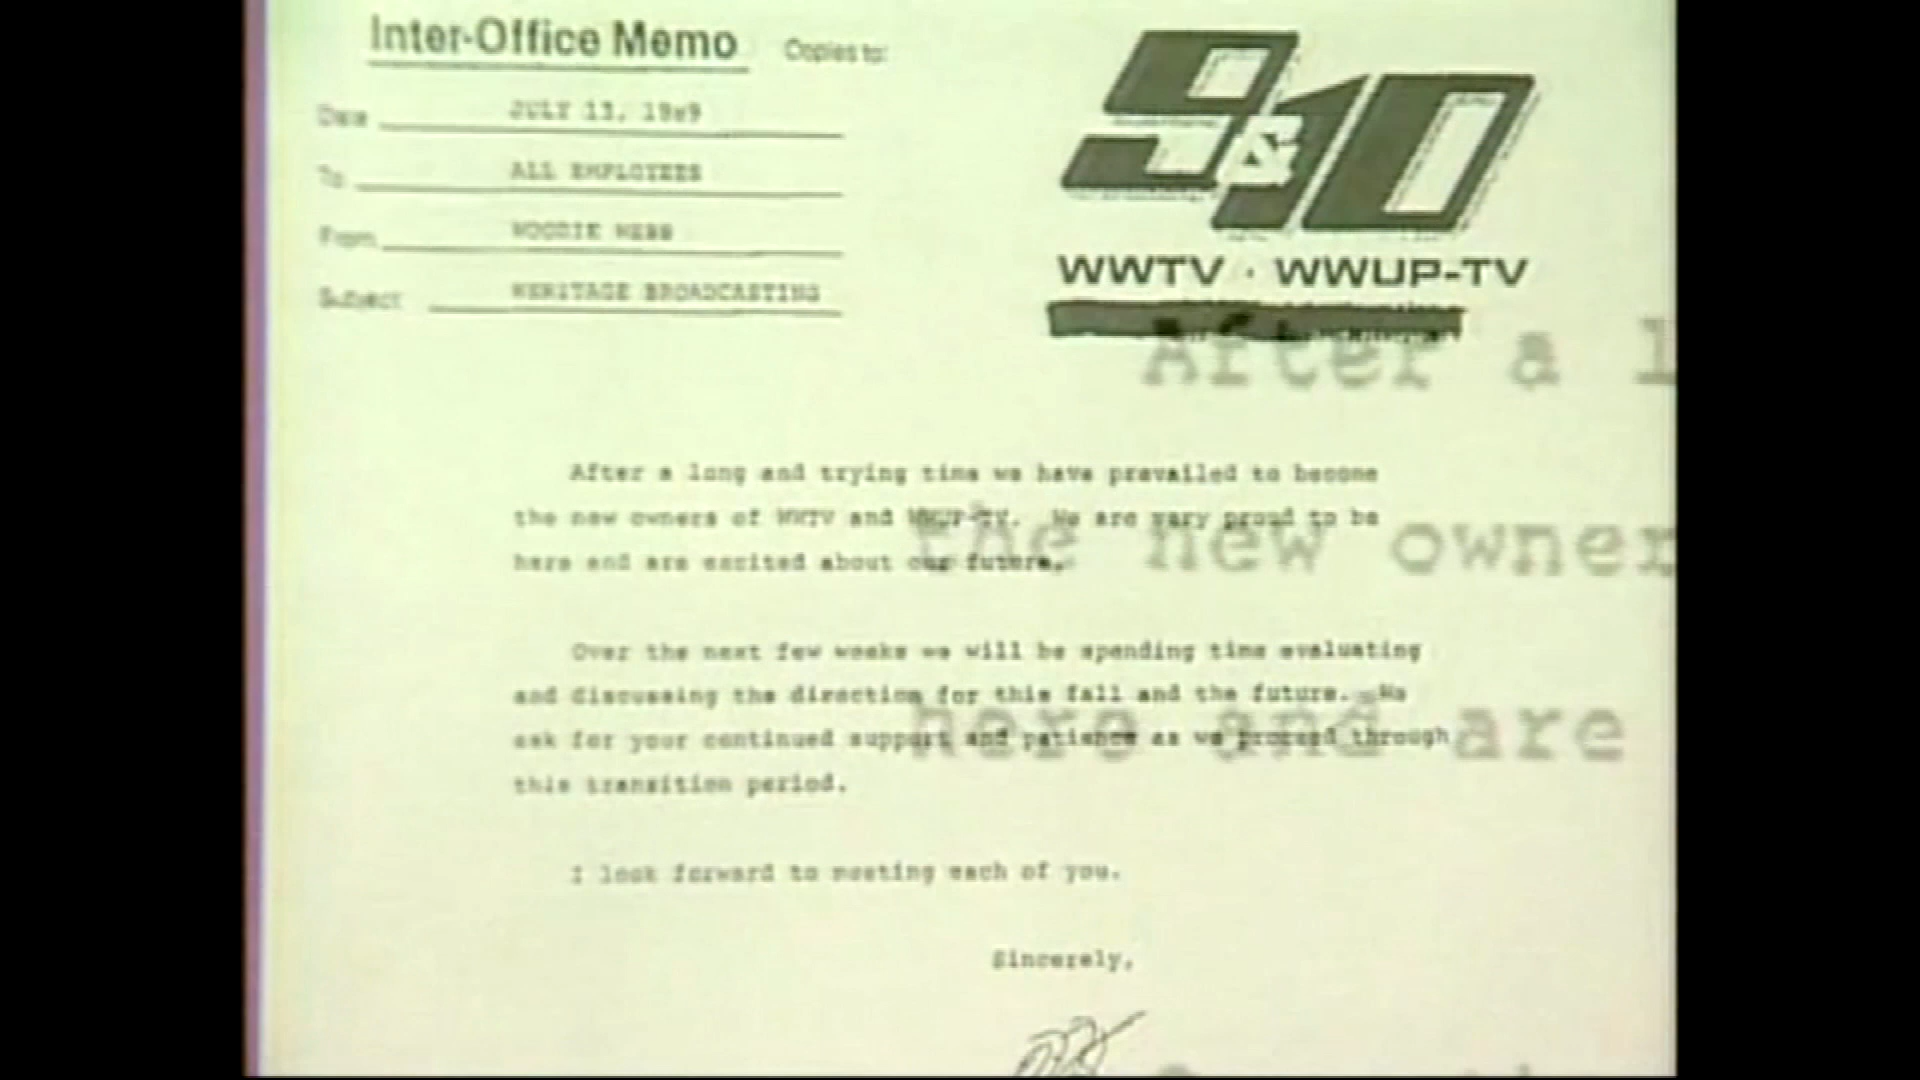 Inter-Office Memo Copies to:
Date JULY 13, 1989
To ALL EMPLOYEES
From WOODIE WEBB
Subject HERITAGE BROADCASTING
9&10
WWTV · WWUP-TV
After a long and trying time we have prevailed to become
the new owners of WWTV and WWUP-TV. We are very proud to be
here and are excited about our future.
Over the next few weeks we will be spending time evaluating
and discussing the direction for this fall and the future. We
ask for your continued support and patience as we proceed through
this transition period.
I look forward to meeting each of you.
Sincerely,
After a l
the new owner
here and are